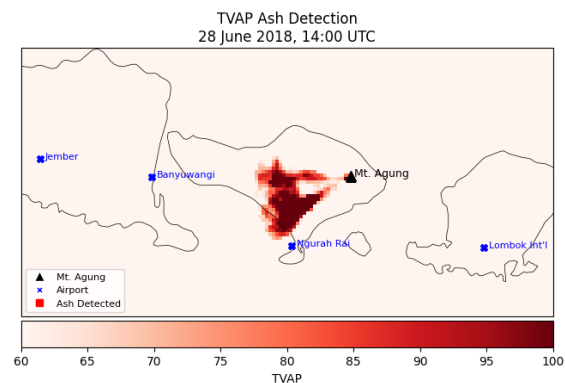 TVAP Ash Detection
28 June 2018, 14:00 UTC
Jember
Banyuwangi
Mt. Agung
Ngurah Rai
Lombok Int'l
Mt. Agung
Airport
Ash Detected
60 65 70 75 80 85 90 95 100
TVAP